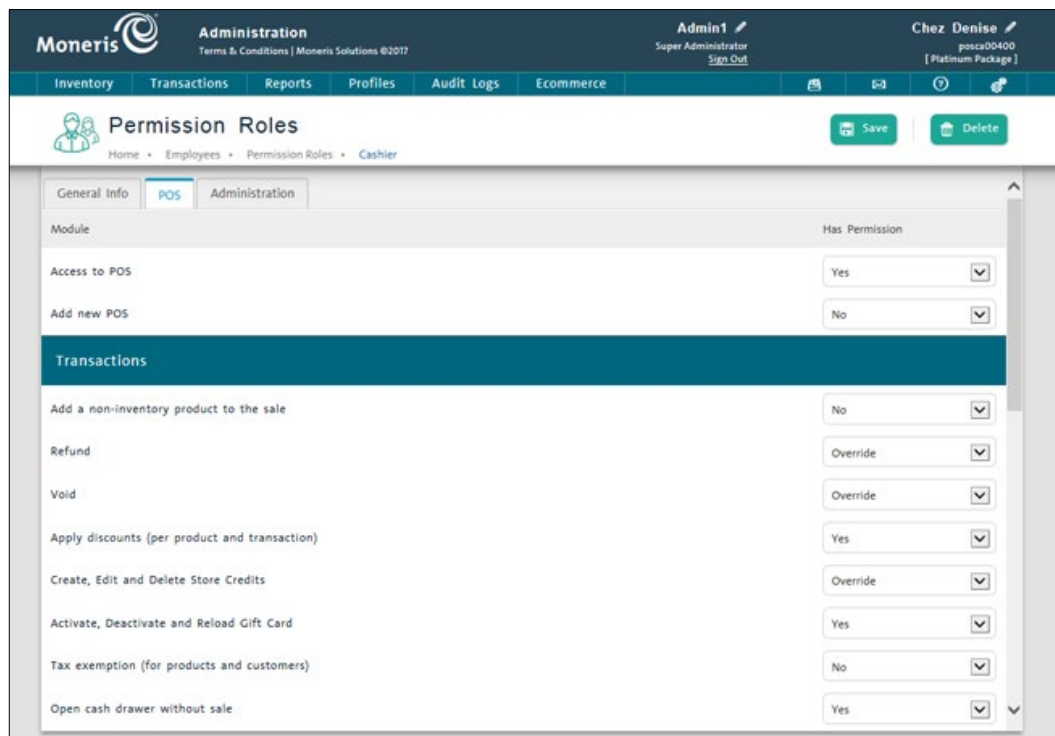 Moneris
Administration
Terms & Conditions | Moneris Solutions ©2017
Admin1
Super Administrator
Sign Out
Chez Denise
posca00400
[ Platinum Package ]
Inventory Transactions Reports Profiles Audit Logs Ecommerce
Permission Roles
Home • Employees • Permission Roles • Cashier
Save
Delete
General Info POS Administration
Module Has Permission
Access to POS Yes
Add new POS No
Transactions
Add a non-inventory product to the sale No
Refund Override
Void Override
Apply discounts (per product and transaction) Yes
Create, Edit and Delete Store Credits Override
Activate, Deactivate and Reload Gift Card Yes
Tax exemption (for products and customers) No
Open cash drawer without sale Yes